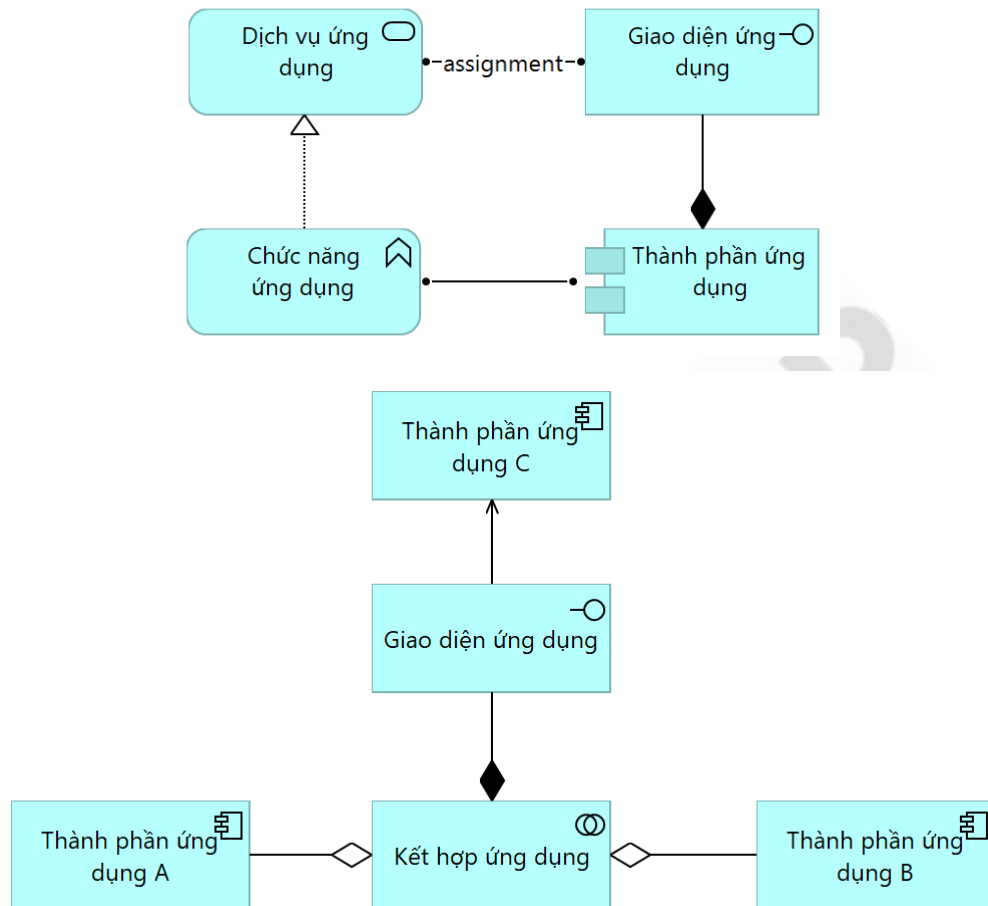 Dịch vụ ứng
dụng
assignment
Giao diện ứng
dụng
Chức năng
ứng dụng
Thành phần ứng
dụng
Thành phần ứng
dụng C
Giao diện ứng dụng
Thành phần ứng
dụng A
Kết hợp ứng dụng
Thành phần ứng
dụng B